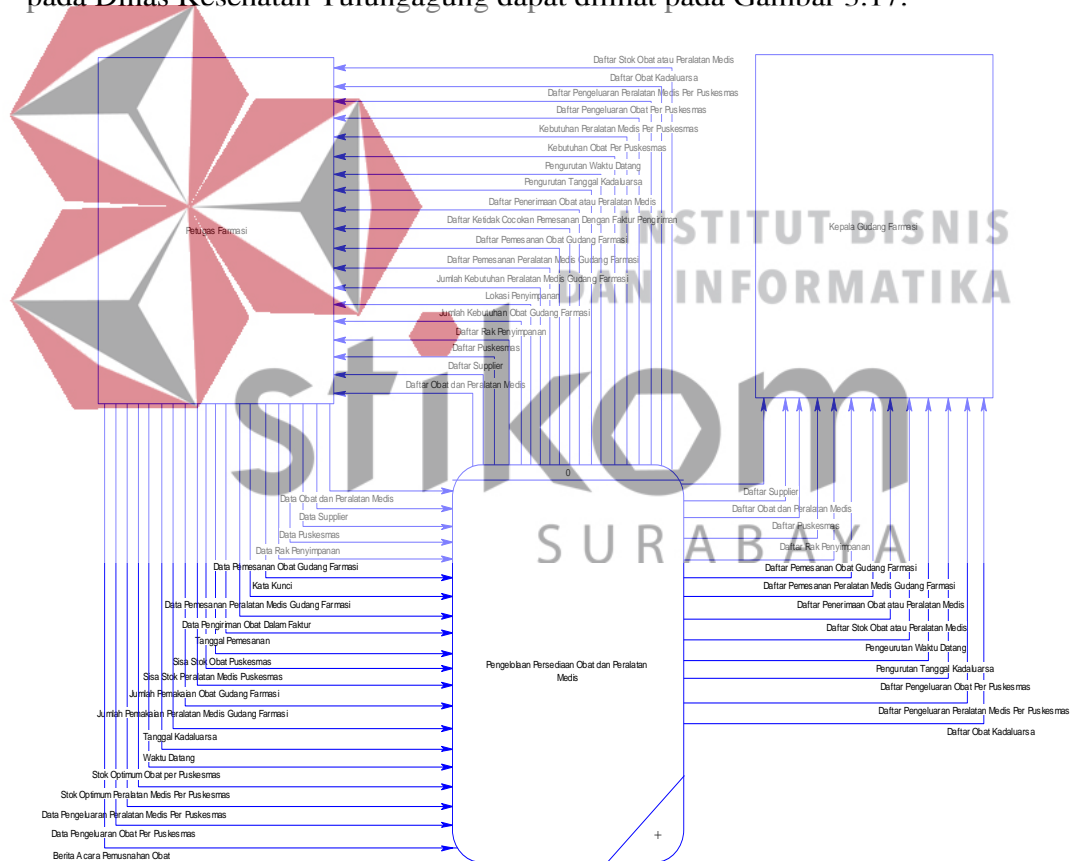 pada Dinas Kesehatan Tulungagung dapat dilihat pada Gambar 3.17.
Daftar Stok Obat atau Peralatan Medis
Daftar Obat Kadaluarsa
Daftar Pengeluaran Peralatan Medis Per Puskesmas
Daftar Pengeluaran Obat Per Puskesmas
Kebutuhan Peralatan Medis Per Puskesmas
Kebutuhan Obat Per Puskesmas
Pengurutan Waktu Datang
Pengurutan Tanggal Kadaluarsa
Daftar Penerimaan Obat atau Peralatan Medis
Daftar Ketidak Cocokan Pemesanan Dengan Faktur Pengiriman
Daftar Pemesanan Obat Gudang Farmasi
Daftar Pemesanan Peralatan Medis Gudang Farmasi
Jumlah Kebutuhan Peralatan Medis Gudang Farmasi
Lokasi Penyimpanan
Jumlah Kebutuhan Obat Gudang Farmasi
Daftar Rak Penyimpanan
Daftar Puskesmas
Daftar Supplier
Daftar Obat dan Peralatan Medis
Petugas Farmasi
Kepala Gudang Farmasi
INSTITUT BISNIS
DAN INFORMATIKA
stikom
SURABAYA
0
Pengelolaan Persediaan Obat dan Peralatan
Medis
+
Data Obat dan Peralatan Medis
Data Supplier
Data Puskesmas
Data Rak Penyimpanan
Data Pemesanan Obat Gudang Farmasi
Kata Kunci
Data Pemesanan Peralatan Medis Gudang Farmasi
Data Pengiriman Obat Dalam Faktur
Tanggal Pemesanan
Sisa Stok Obat Puskesmas
Sisa Stok Peralatan Medis Puskesmas
Jumlah Pemakaian Obat Gudang Farmasi
Jumlah Pemakaian Peralatan Medis Gudang Farmasi
Tanggal Kadaluarsa
Waktu Datang
Stok Optimum Obat per Puskesmas
Stok Optimum Peralatan Medis Per Puskesmas
Data Pengeluaran Peralatan Medis Per Puskesmas
Data Pengeluaran Obat Per Puskesmas
Berita Acara Pemusnahan Obat
Daftar Supplier
Daftar Obat dan Peralatan Medis
Daftar Puskesmas
Daftar Rak Penyimpanan
Daftar Pemesanan Obat Gudang Farmasi
Daftar Pemesanan Peralatan Medis Gudang Farmasi
Daftar Penerimaan Obat atau Peralatan Medis
Daftar Stok Obat atau Peralatan Medis
Pengeurutan Waktu Datang
Pengurutan Tanggal Kadaluarsa
Daftar Pengeluaran Obat Per Puskesmas
Daftar Pengeluaran Peralatan Medis Per Puskesmas
Daftar Obat Kadaluarsa